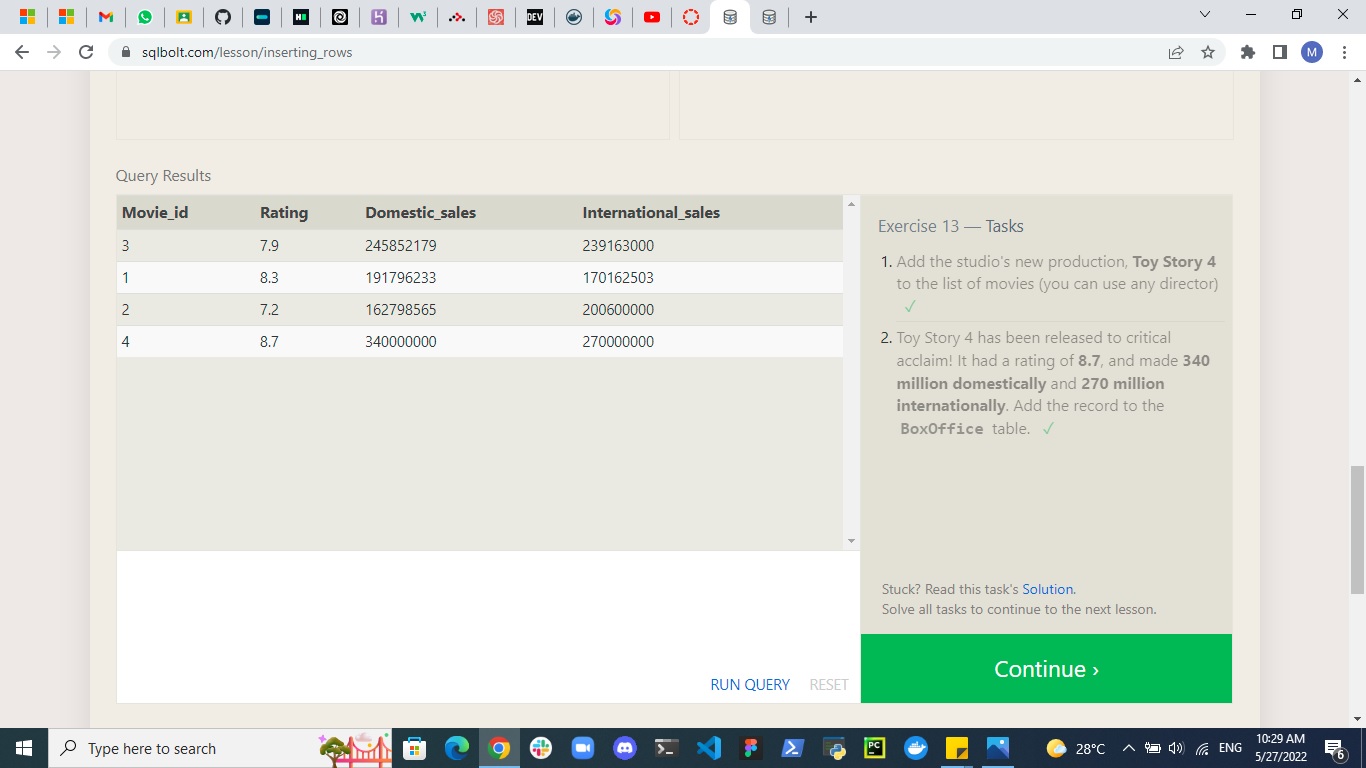 sqlbolt.com/lesson/inserting_rows
M
Query Results
Movie_id Rating Domestic_sales International_sales
3 7.9 245852179 239163000
1 8.3 191796233 170162503
2 7.2 162798565 200600000
4 8.7 340000000 270000000
RUN QUERY RESET
Exercise 13 — Tasks
1. Add the studio's new production, Toy Story 4
to the list of movies (you can use any director)
✓
2. Toy Story 4 has been released to critical
acclaim! It had a rating of 8.7, and made 340
million domestically and 270 million
internationally. Add the record to the
BoxOffice table. ✓
Stuck? Read this task's Solution.
Solve all tasks to continue to the next lesson.
Continue ›
Type here to search
28°C
ENG
10:29 AM
5/27/2022
6